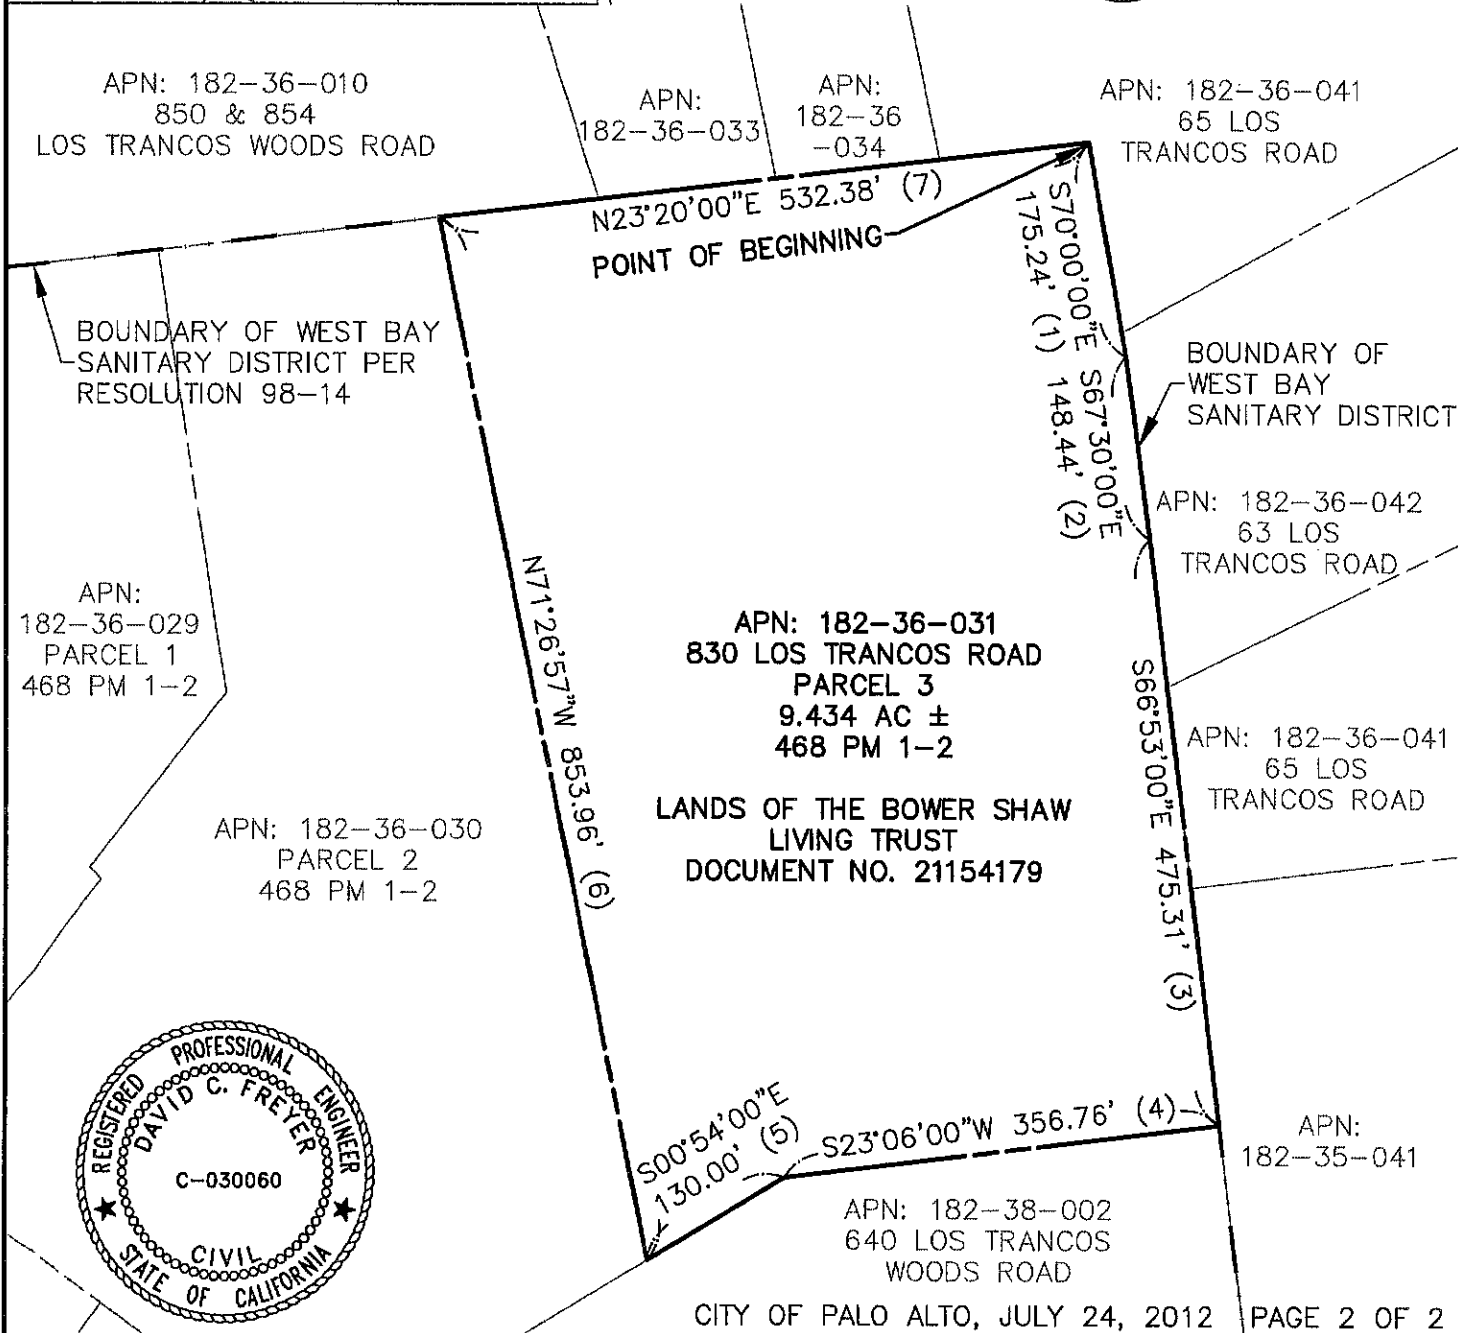 APN: 182-36-010
850 & 854
LOS TRANCOS WOODS ROAD
APN:
182-36-033
APN:
182-36
-034
APN: 182-36-041
65 LOS
TRANCOS ROAD
N23°20'00"E 532.38' (7)
POINT OF BEGINNING
S70°00'00"E
175.24' (1)
S67°30'00"E
148.44' (2)
BOUNDARY OF WEST BAY
SANITARY DISTRICT PER
RESOLUTION 98-14
BOUNDARY OF
WEST BAY
SANITARY DISTRICT
APN: 182-36-042
63 LOS
TRANCOS ROAD
APN:
182-36-029
PARCEL 1
468 PM 1-2
N71°26'57"W 853.96' (6)
APN: 182-36-031
830 LOS TRANCOS ROAD
PARCEL 3
9.434 AC ±
468 PM 1-2
LANDS OF THE BOWER SHAW
LIVING TRUST
DOCUMENT NO. 21154179
S66°53'00"E 475.31' (3)
APN: 182-36-041
65 LOS
TRANCOS ROAD
APN: 182-36-030
PARCEL 2
468 PM 1-2
REGISTERED PROFESSIONAL ENGINEER
DAVID C. FREYER
C-030060
CIVIL
STATE OF CALIFORNIA
S00°54'00"E
130.00' (5)
S23°06'00"W 356.76' (4)
APN:
182-35-041
APN: 182-38-002
640 LOS TRANCOS
WOODS ROAD
CITY OF PALO ALTO, JULY 24, 2012 PAGE 2 OF 2